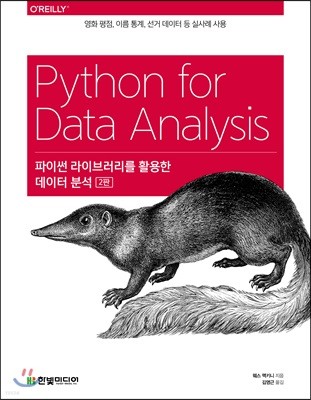 O'REILLY®
영화 평점, 이름 통계, 선거 데이터 등 실사례 사용
Python for
Data Analysis
파이썬 라이브러리를 활용한
데이터 분석 2판
한빛미디어
웨스 맥키니 지음
김영근 옮김